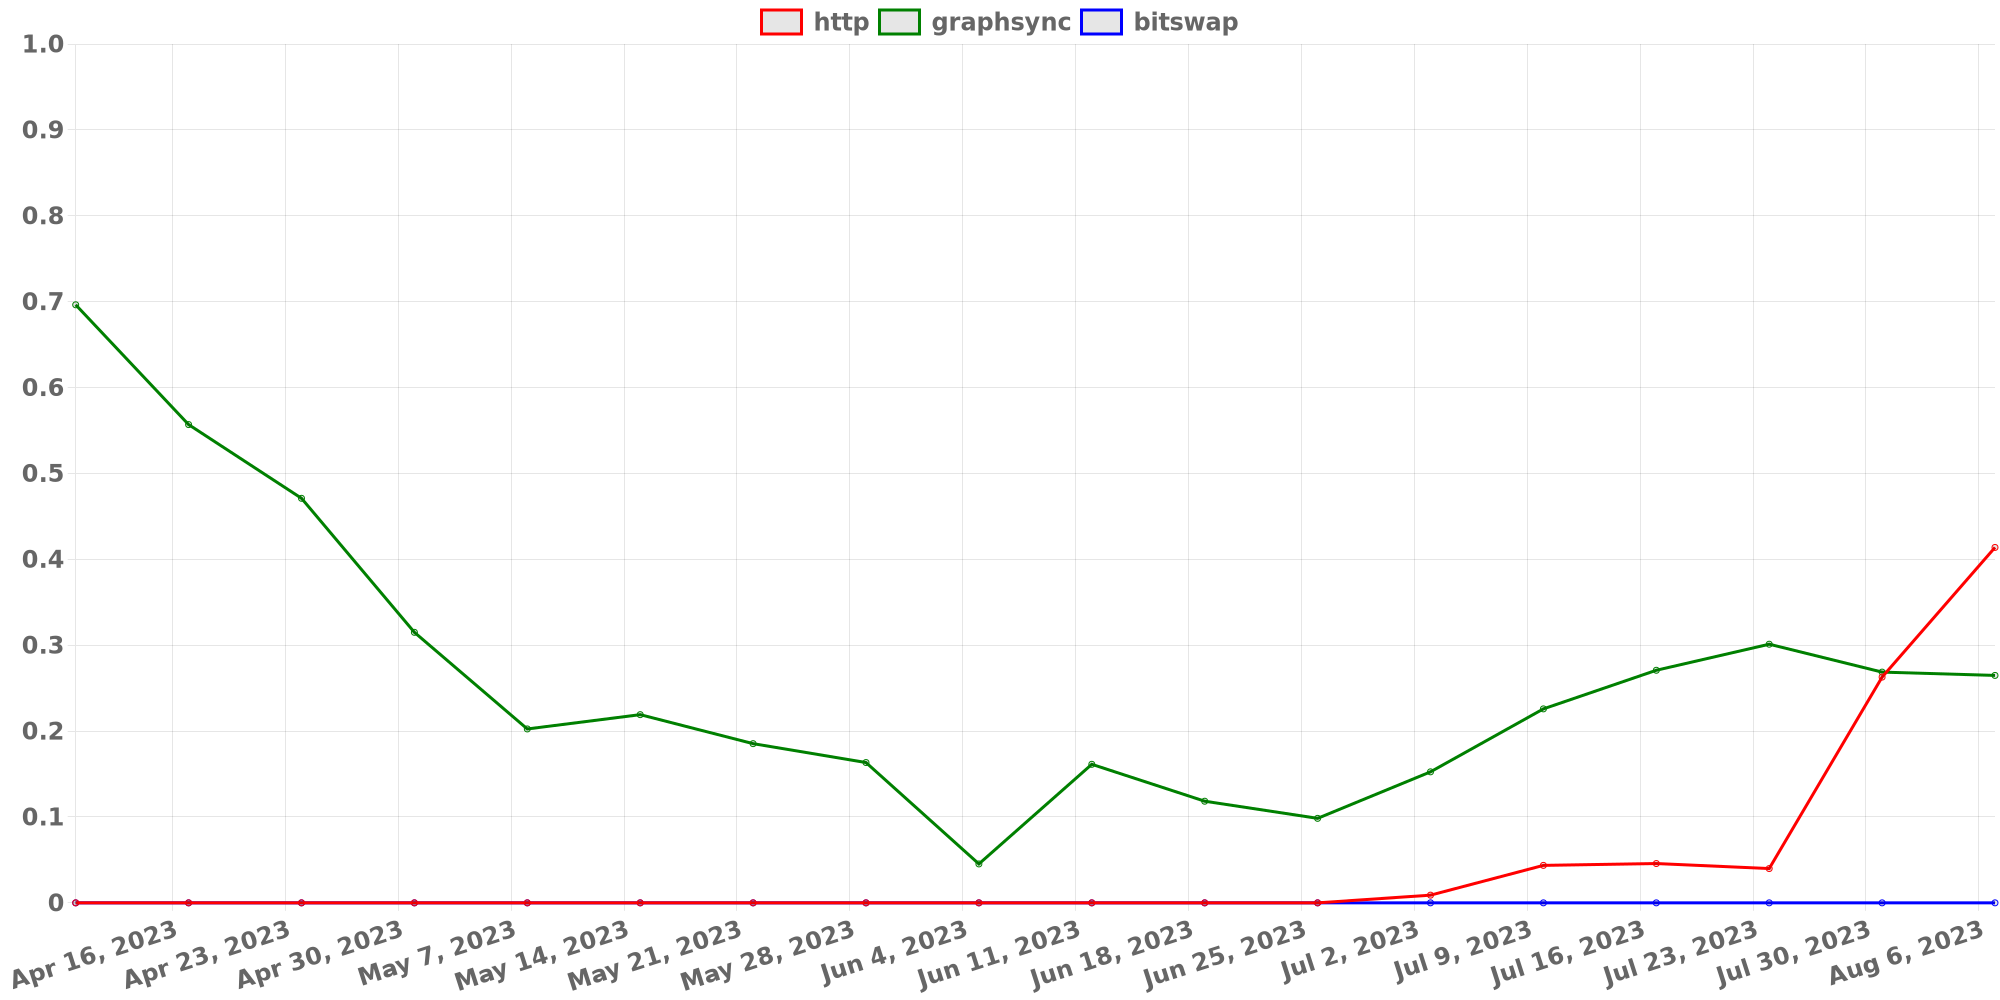 http graphsync bitswap
1.0
0.9
0.8
0.7
0.6
0.5
0.4
0.3
0.2
0.1
0
Apr 16, 2023
Apr 23, 2023
Apr 30, 2023
May 7, 2023
May 14, 2023
May 21, 2023
May 28, 2023
Jun 4, 2023
Jun 11, 2023
Jun 18, 2023
Jun 25, 2023
Jul 2, 2023
Jul 9, 2023
Jul 16, 2023
Jul 23, 2023
Jul 30, 2023
Aug 6, 2023